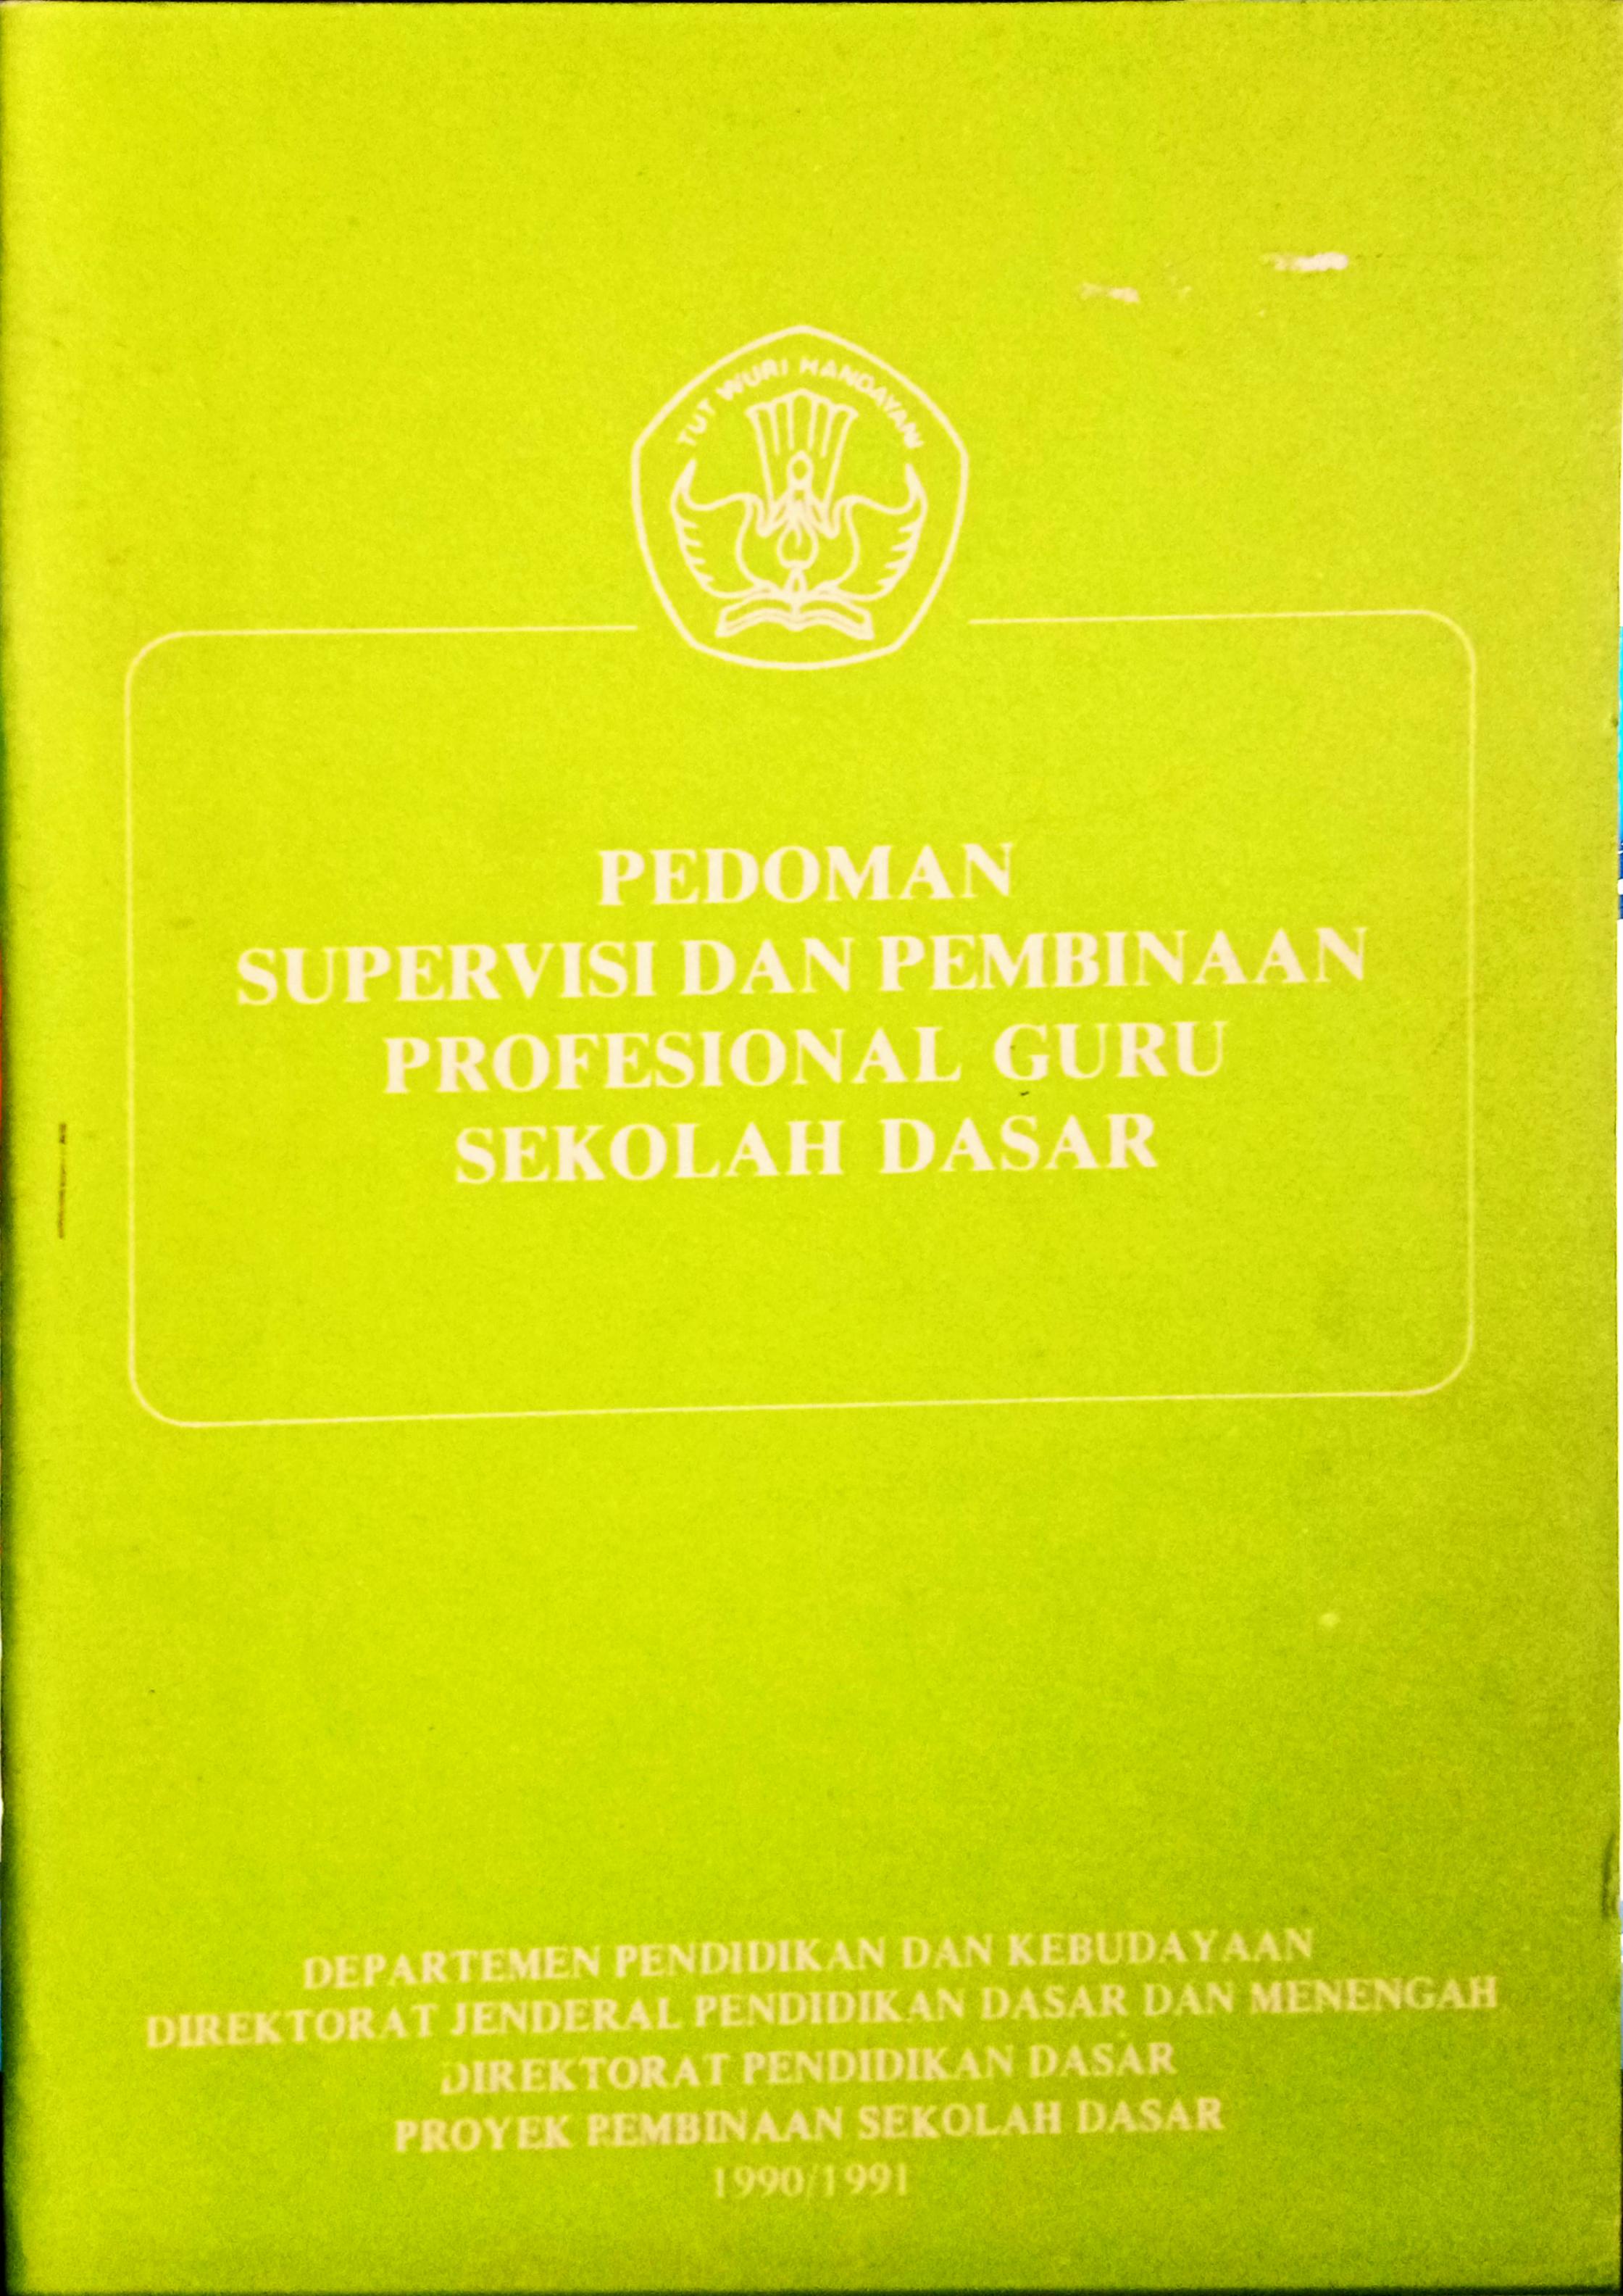 TUT WURI HANDAYANI
PEDOMAN
SUPERVISI DAN PEMBINAAN
PROFESIONAL GURU
SEKOLAH DASAR
DEPARTEMEN PENDIDIKAN DAN KEBUDAYAAN
DIREKTORAT JENDERAL PENDIDIKAN DASAR DAN MENENGAH
DIREKTORAT PENDIDIKAN DASAR
PROYEK PEMBINAAN SEKOLAH DASAR
1990/1991